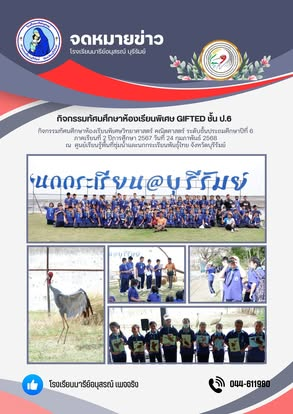 จดหมายข่าว
โรงเรียนมารีย์อนุสรณ์ บุรีรัมย์
กิจกรรมทัศนศึกษาห้องเรียนพิเศษ GIFTED ชั้น ป.6
กิจกรรมทัศนศึกษาห้องเรียนพิเศษวิทยาศาสตร์ คณิตศาสตร์ ระดับชั้นประถมศึกษาปีที่ 6
ภาคเรียนที่ 2 ปีการศึกษา 2567 วันที่ 24 กุมภาพันธ์ 2568
ณ ศูนย์เรียนรู้พื้นที่ชุ่มน้ำและนกกระเรียนพันธุ์ไทย จังหวัดบุรีรัมย์
นกกระเรียน@บุรีรัมย์
โรงเรียนมารีย์อนุสรณ์ เพจจริง
044-611980